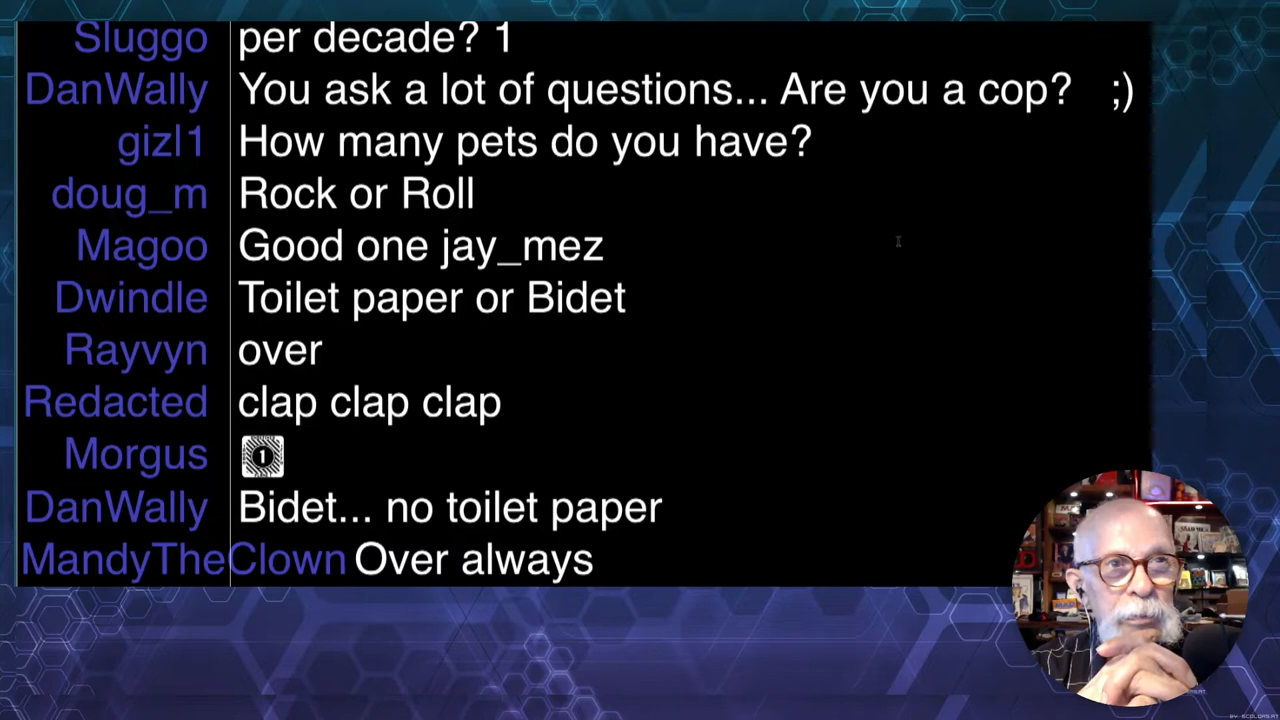 Sluggo per decade? 1
DanWally You ask a lot of questions... Are you a cop? ;)
gizl1 How many pets do you have?
doug_m Rock or Roll
Magoo Good one jay_mez
Dwindle Toilet paper or Bidet
Rayvyn over
Redacted clap clap clap
Morgus 1
DanWally Bidet... no toilet paper
MandyTheClown Over always